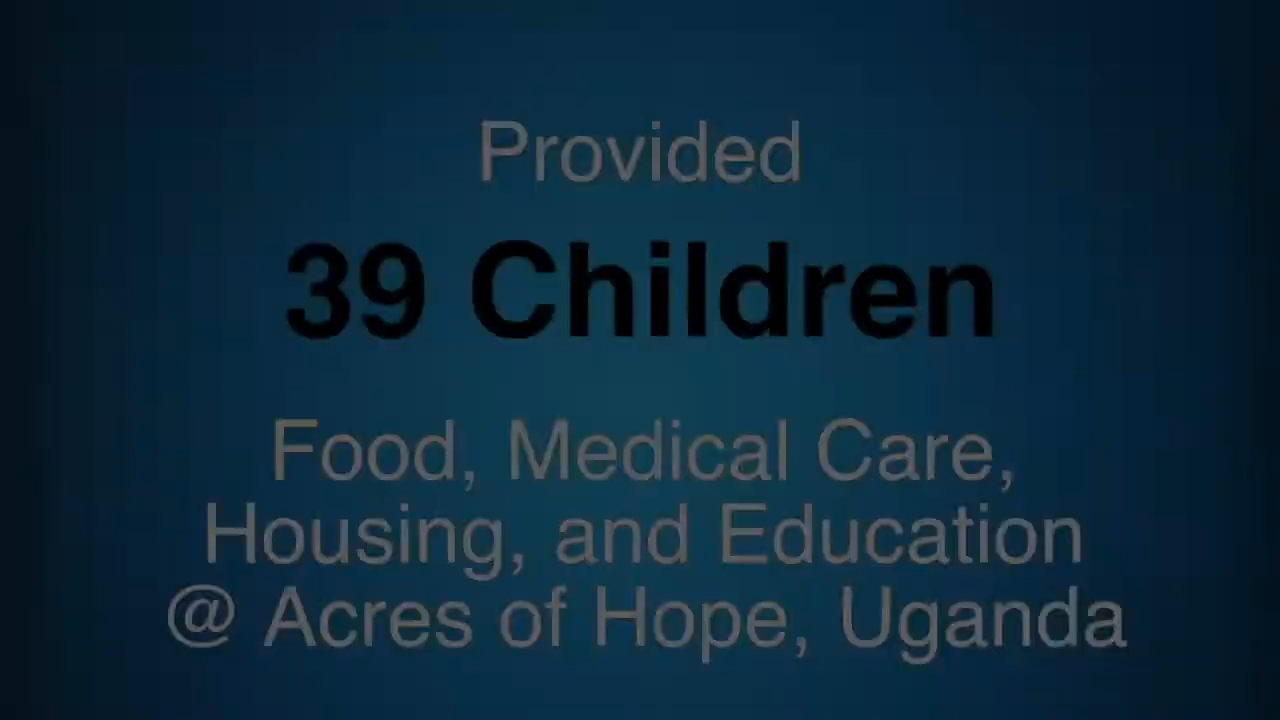 Provided
39 Children
Food, Medical Care,
Housing, and Education
@ Acres of Hope, Uganda